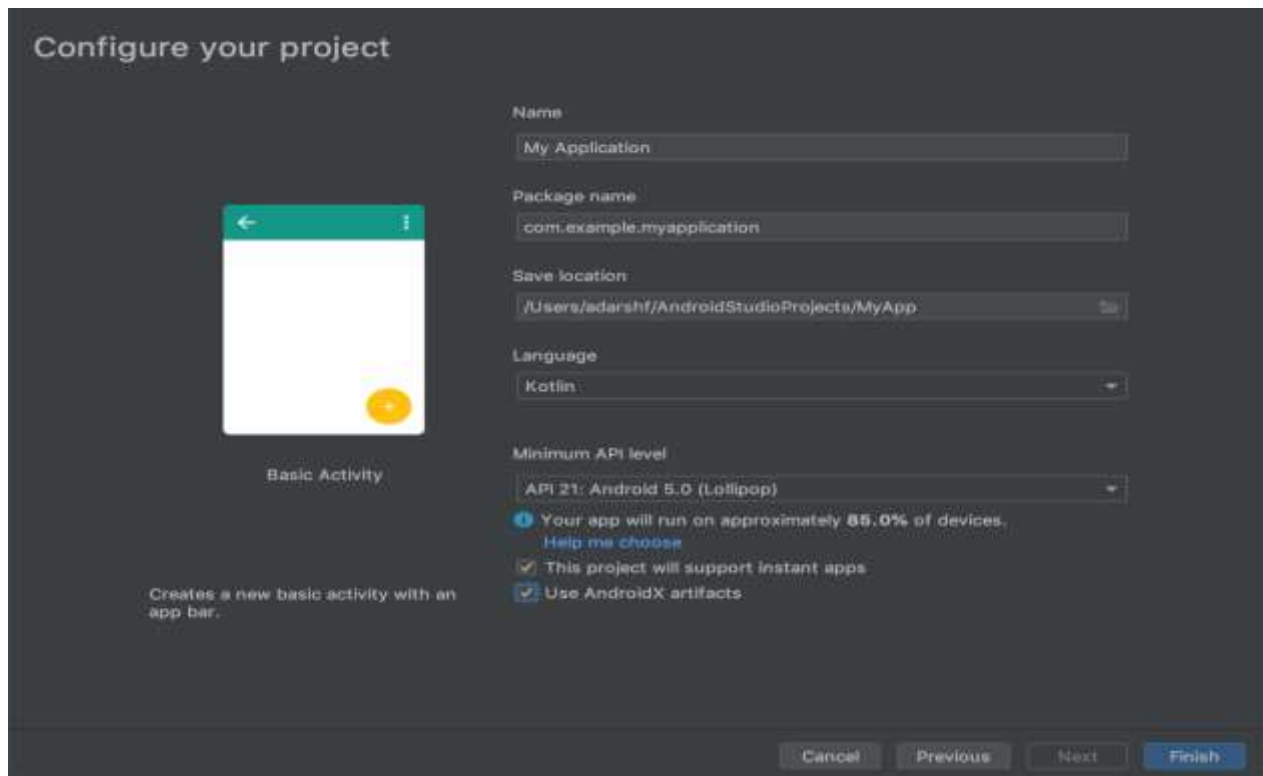 Configure your project
Name
My Application
Package name
com.example.myapplication
Save location
/Users/adarshf/AndroidStudioProjects/MyApp
Language
Kotlin
Basic Activity
Minimum API level
API 21: Android 5.0 (Lollipop)
Your app will run on approximately 85.0% of devices.
Help me choose
This project will support instant apps
Use AndroidX artifacts
Creates a new basic activity with an
app bar.
Cancel
Previous
Next
Finish